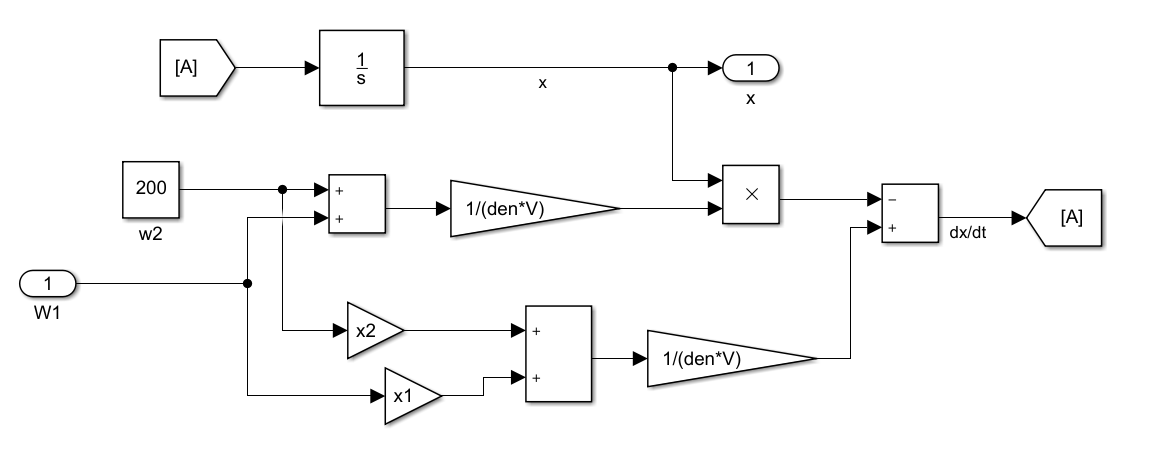 [A]
1
s
x
1
x
200
w2
+
+
1/(den*V)
×
−
+
dx/dt
[A]
1
W1
x2
x1
+
+
1/(den*V)